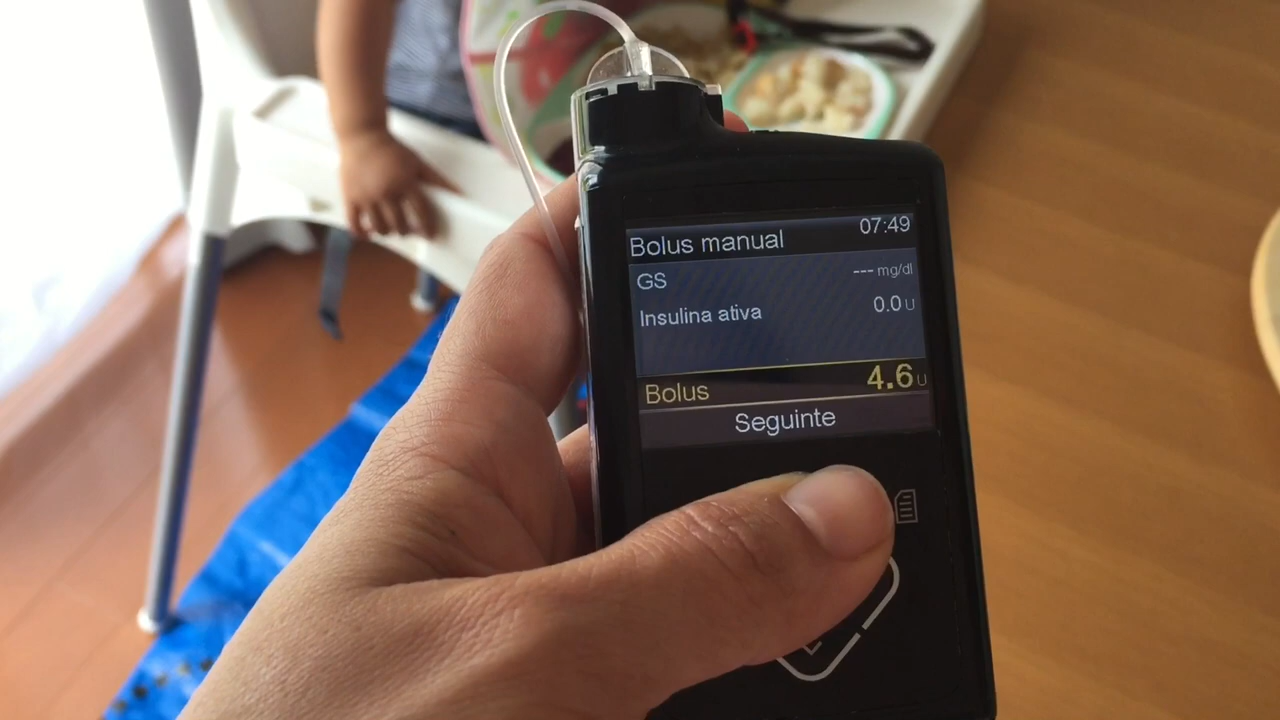 07:49
Bolus manual
GS --- mg/dl
Insulina ativa 0.0 U
Bolus 4.6 U
Seguinte